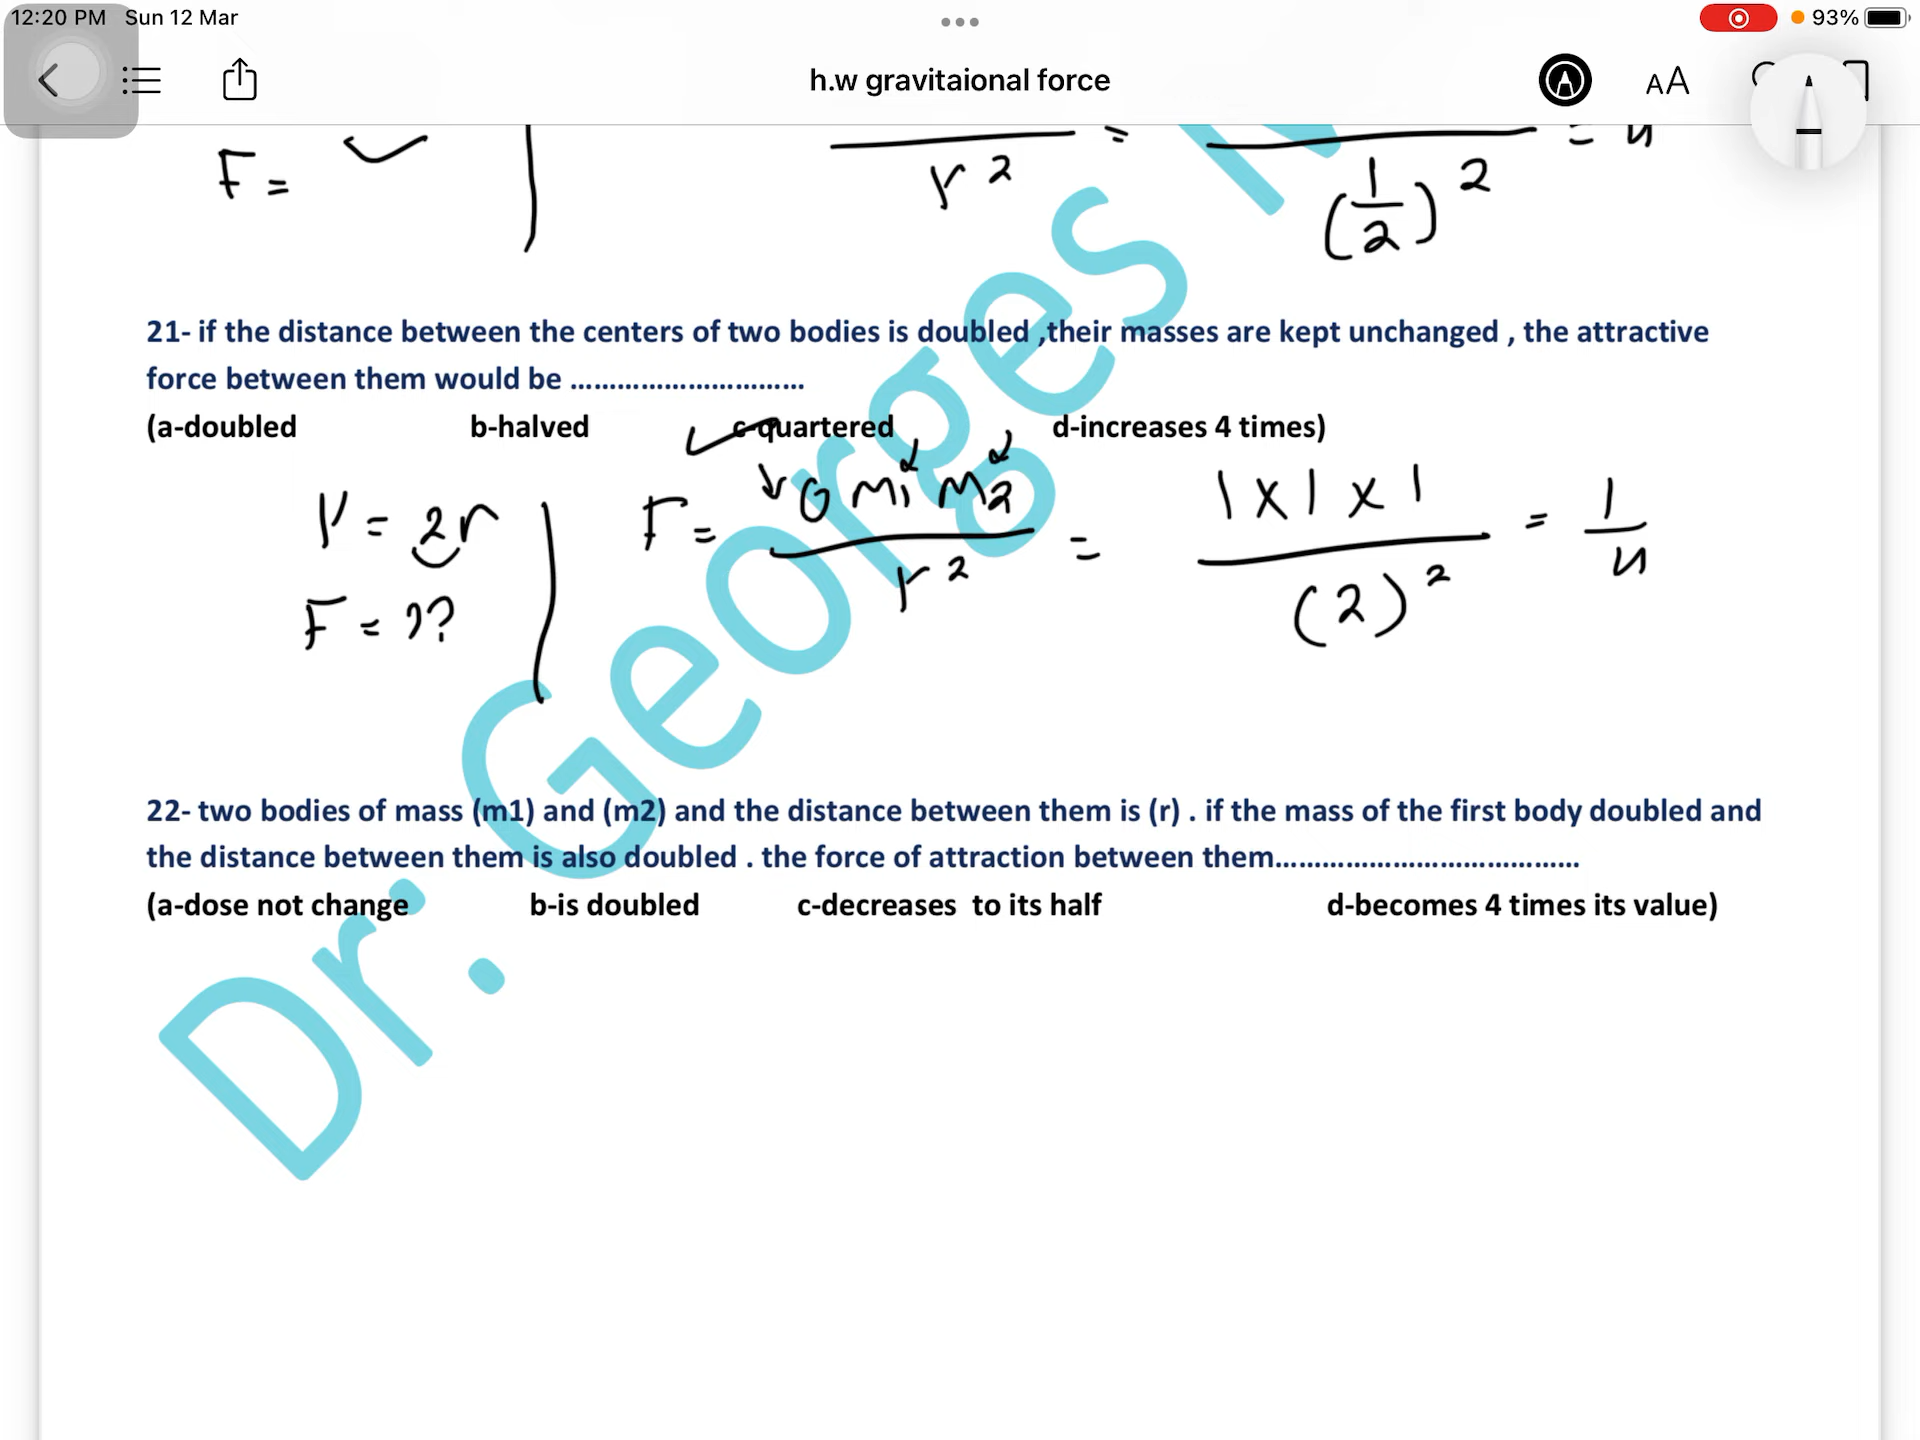 12:20 PM Sun 12 Mar
93%
h.w gravitaional force
AA
F =
r² =
(1/2)²
= 4
21- if the distance between the centers of two bodies is doubled ,their masses are kept unchanged , the attractive
force between them would be ..............................
(a-doubled b-halved c-quartered d-increases 4 times)
r = 2r
F = ??
F = G m1 m2 / r² = 1 x 1 x 1 / (2)² = 1/4
22- two bodies of mass (m1) and (m2) and the distance between them is (r) . if the mass of the first body doubled and
the distance between them is also doubled . the force of attraction between them.......................................
(a-dose not change b-is doubled c-decreases to its half d-becomes 4 times its value)
Dr. Georges